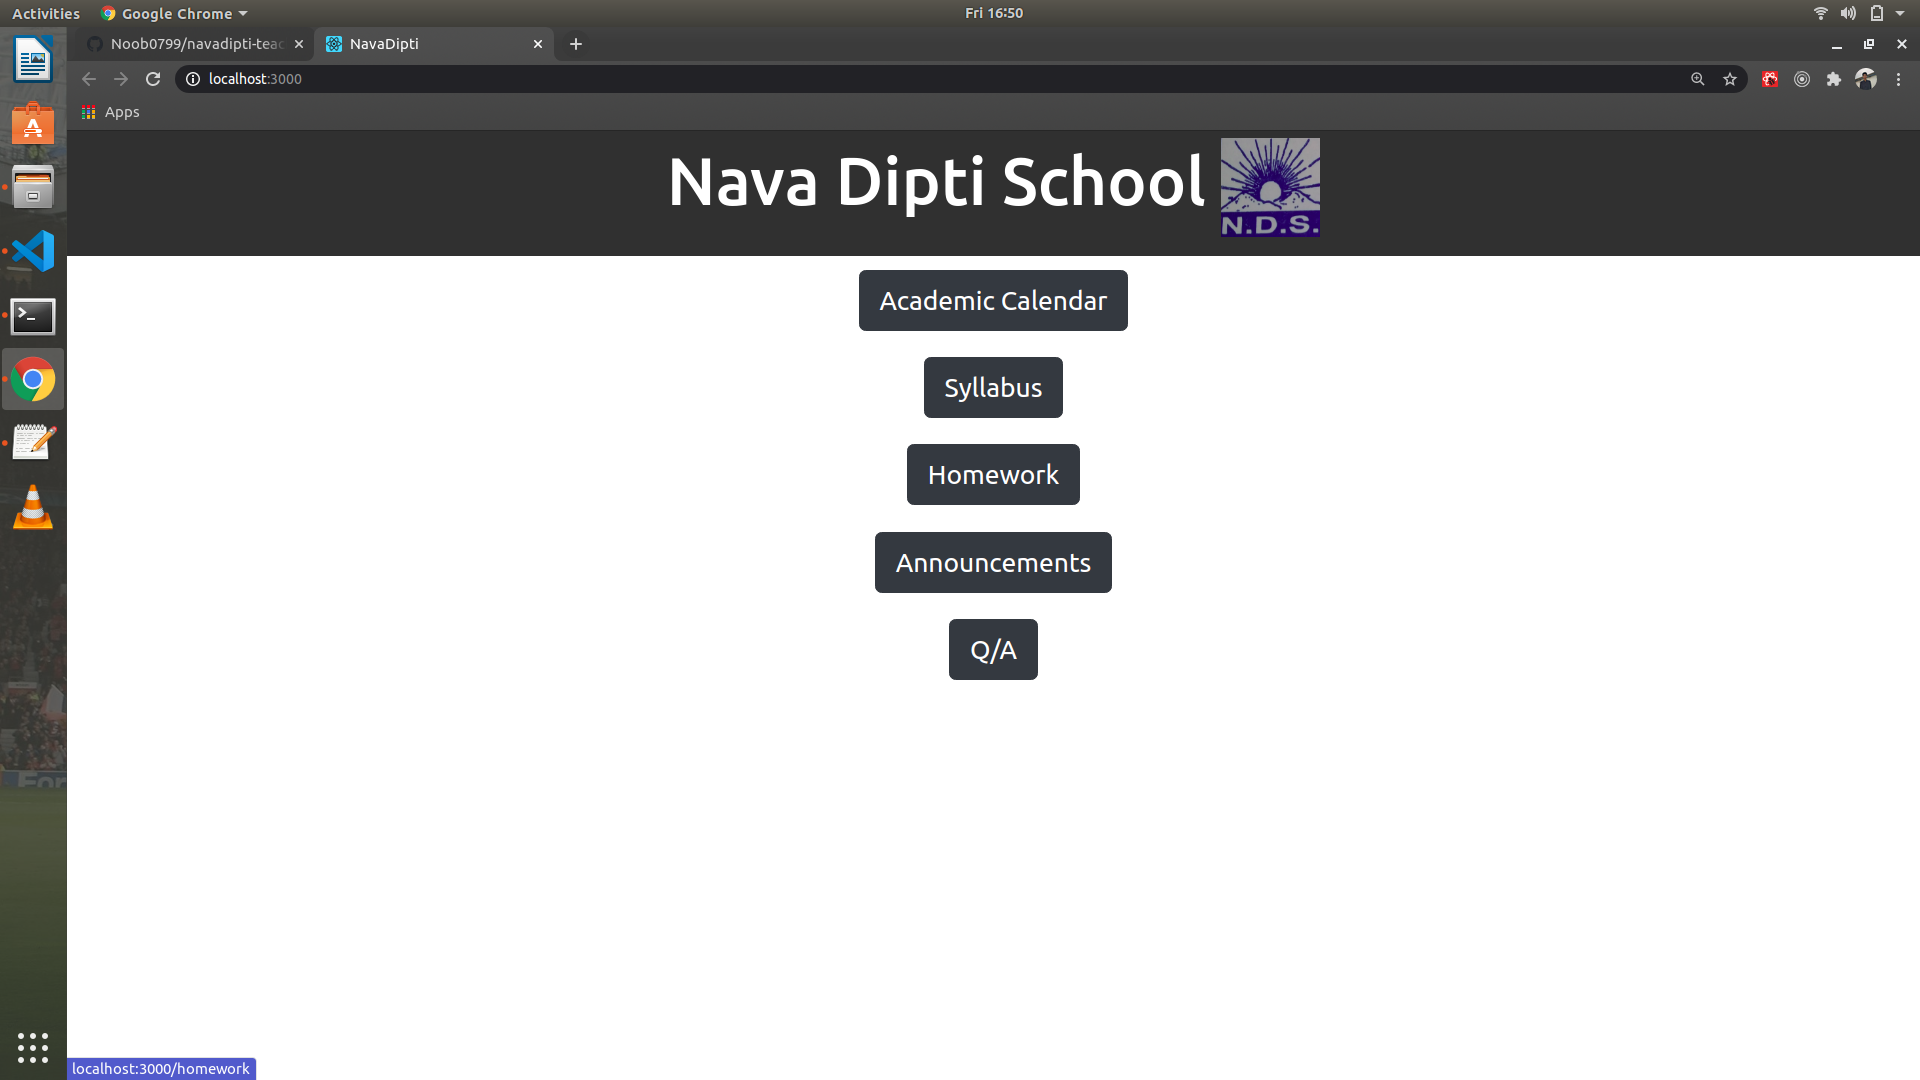 Activities Google Chrome Fri 16:50
Noob0799/navadipti-teac NavaDipti
localhost:3000
Apps
Nava Dipti School
N.D.S.
Academic Calendar
Syllabus
Homework
Announcements
Q/A
localhost:3000/homework